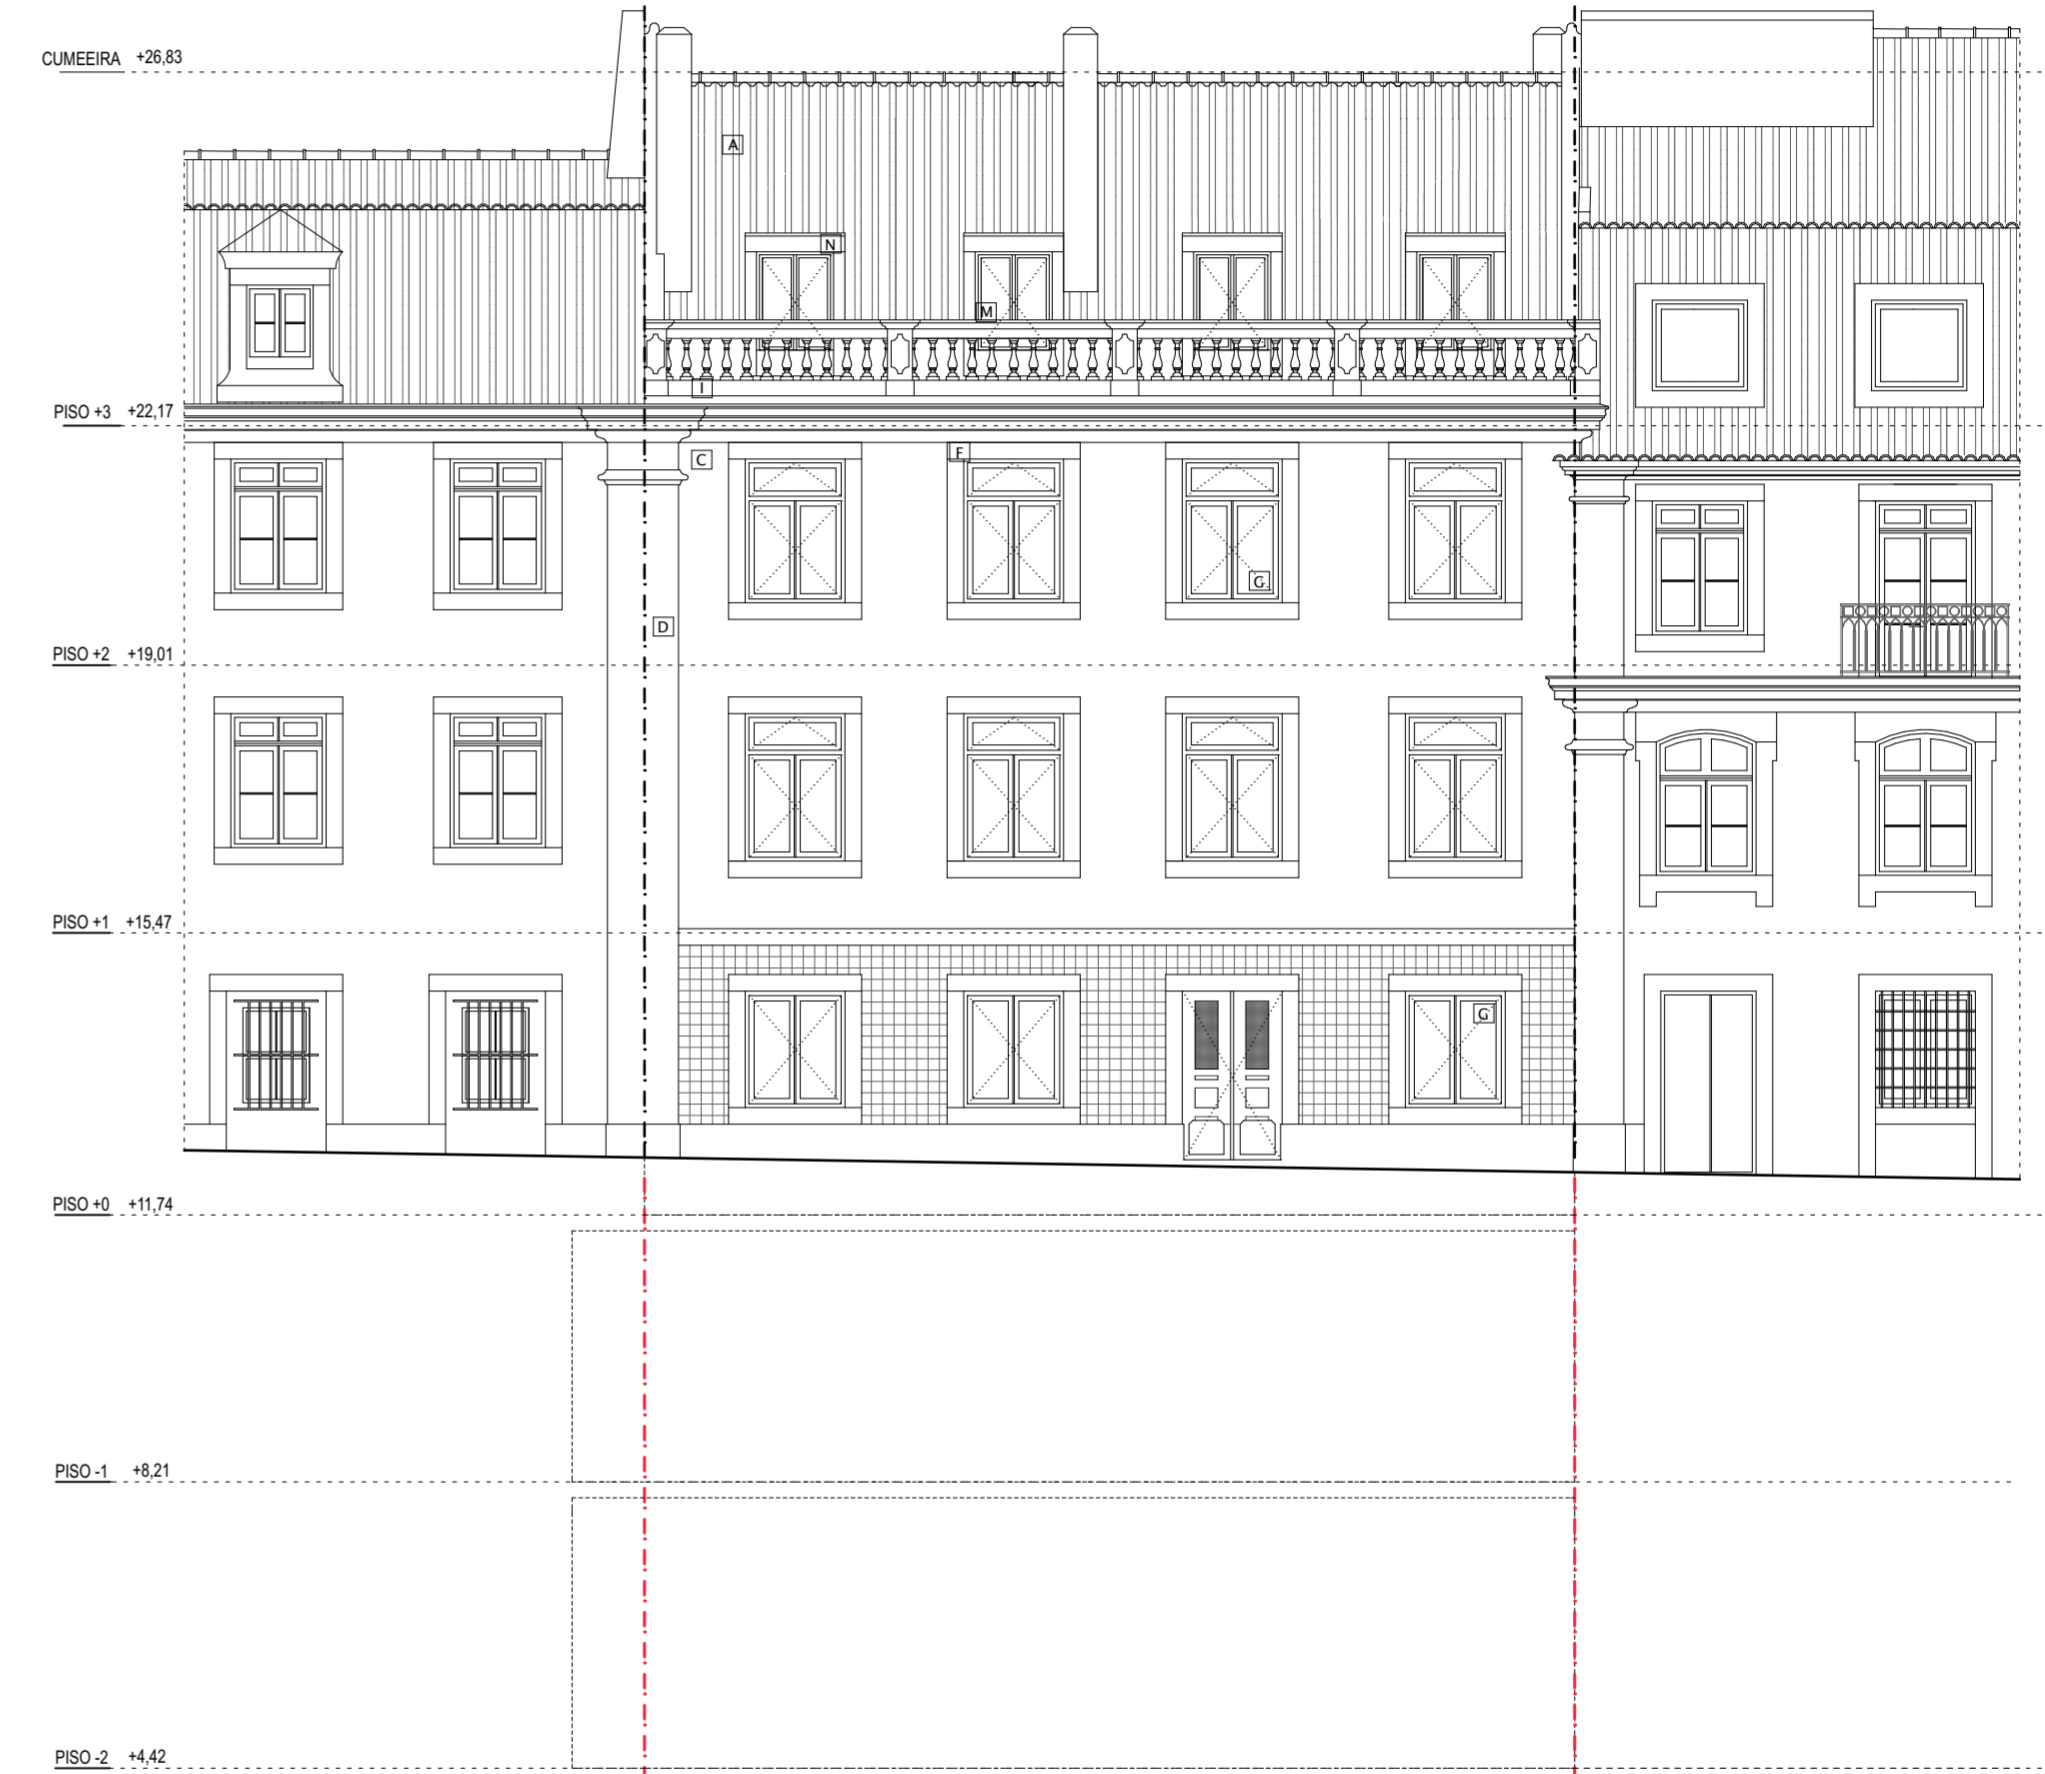 CUMEEIRA +26,83
A
N
M
I
PISO +3 +22,17
C
F
G
D
PISO +2 +19,01
PISO +1 +15,47
G
PISO +0 +11,74
PISO -1 +8,21
PISO -2 +4,42